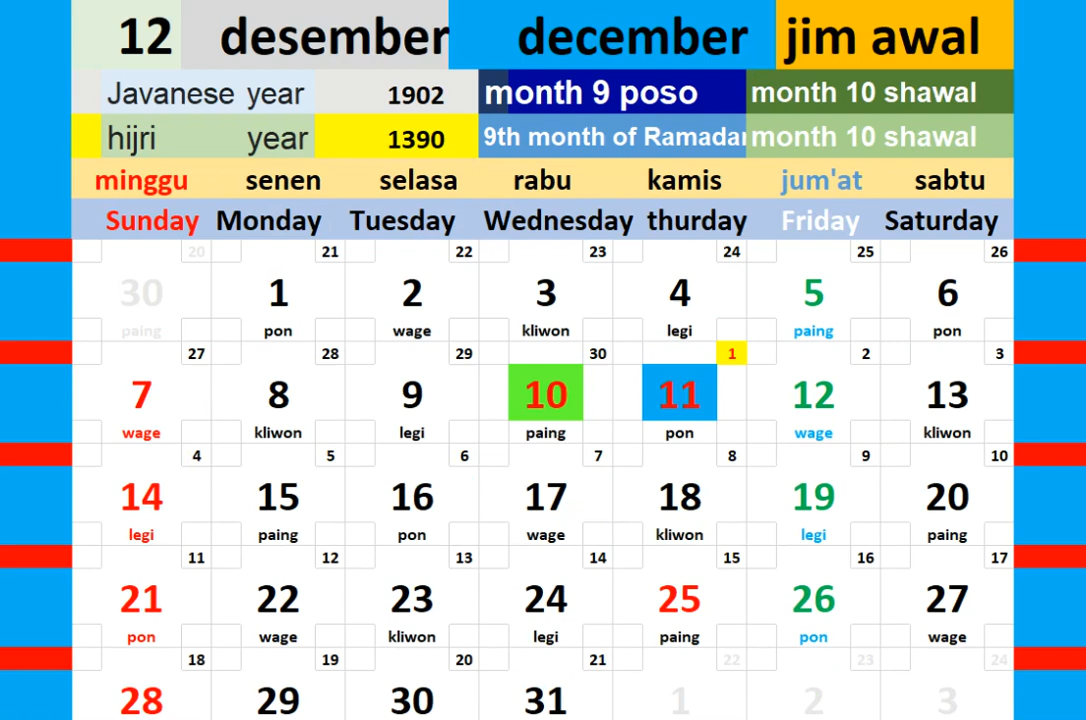 12 desember december jim awal
Javanese year 1902 month 9 poso month 10 shawal
hijri year 1390 9th month of Ramadan month 10 shawal
minggu senen selasa rabu kamis jum'at sabtu
Sunday Monday Tuesday Wednesday thurday Friday Saturday
20 21 22 23 24 25 26
30 1 2 3 4 5 6
paing pon wage kliwon legi paing pon
27 28 29 30 1 2 3
7 8 9 10 11 12 13
wage kliwon legi paing pon wage kliwon
4 5 6 7 8 9 10
14 15 16 17 18 19 20
legi paing pon wage kliwon legi paing
11 12 13 14 15 16 17
21 22 23 24 25 26 27
pon wage kliwon legi paing pon wage
18 19 20 21 22 23 24
28 29 30 31 1 2 3